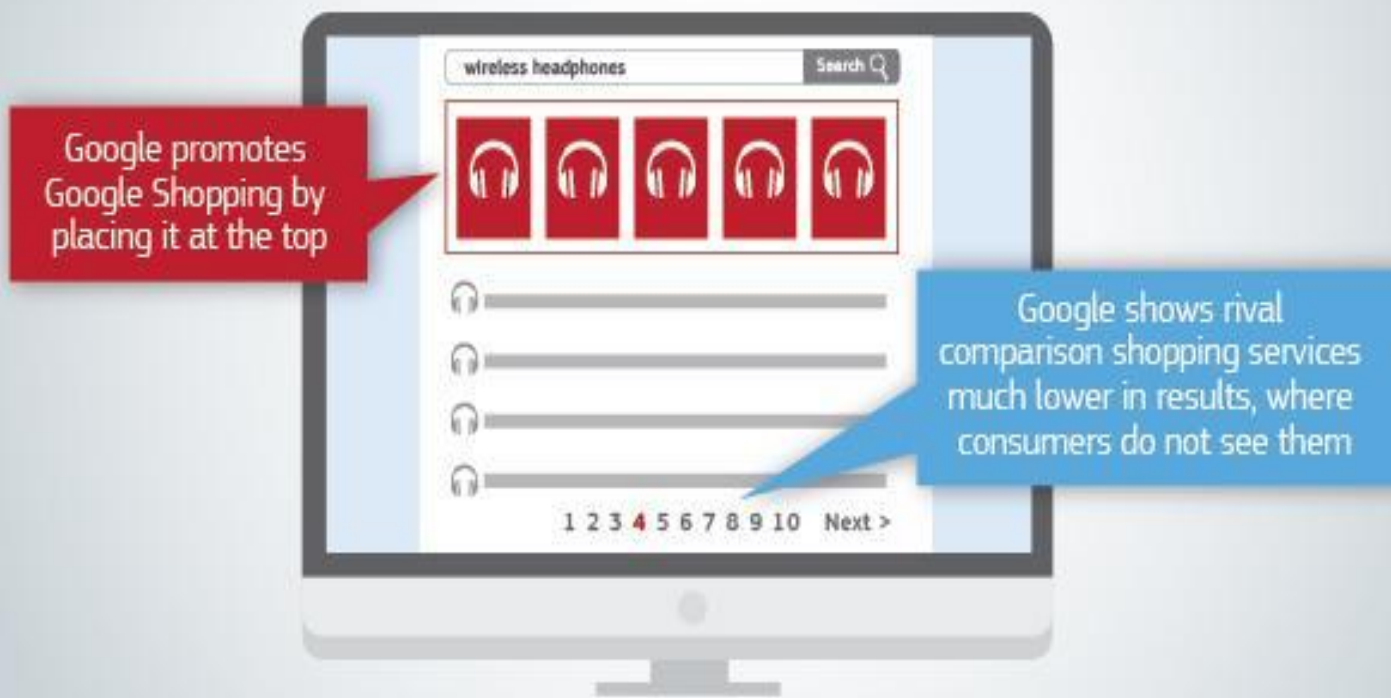 wireless headphones
Search
Google promotes
Google Shopping by
placing it at the top
Google shows rival
comparison shopping services
much lower in results, where
consumers do not see them
1 2 3 4 5 6 7 8 9 10 Next >